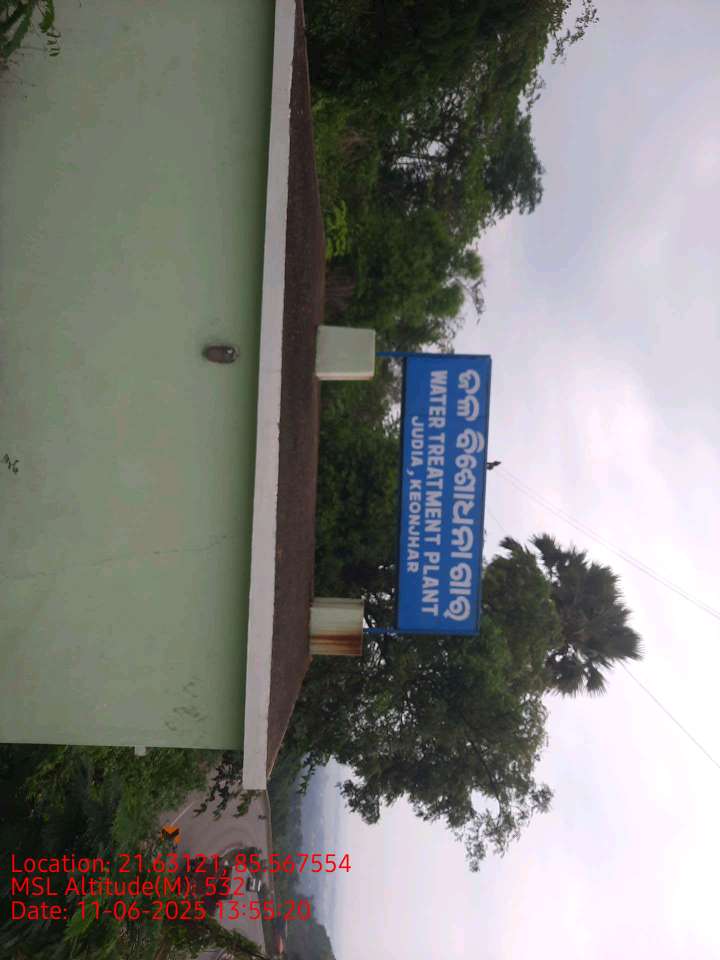 ଜଳ ବିଶୋଧନାଗାର
WATER TREATMENT PLANT
JUDIA, KEONJHAR
Location: 21.63121, 85.567554
MSL Altitude(M): 532
Date: 11-06-2025 13:55:20